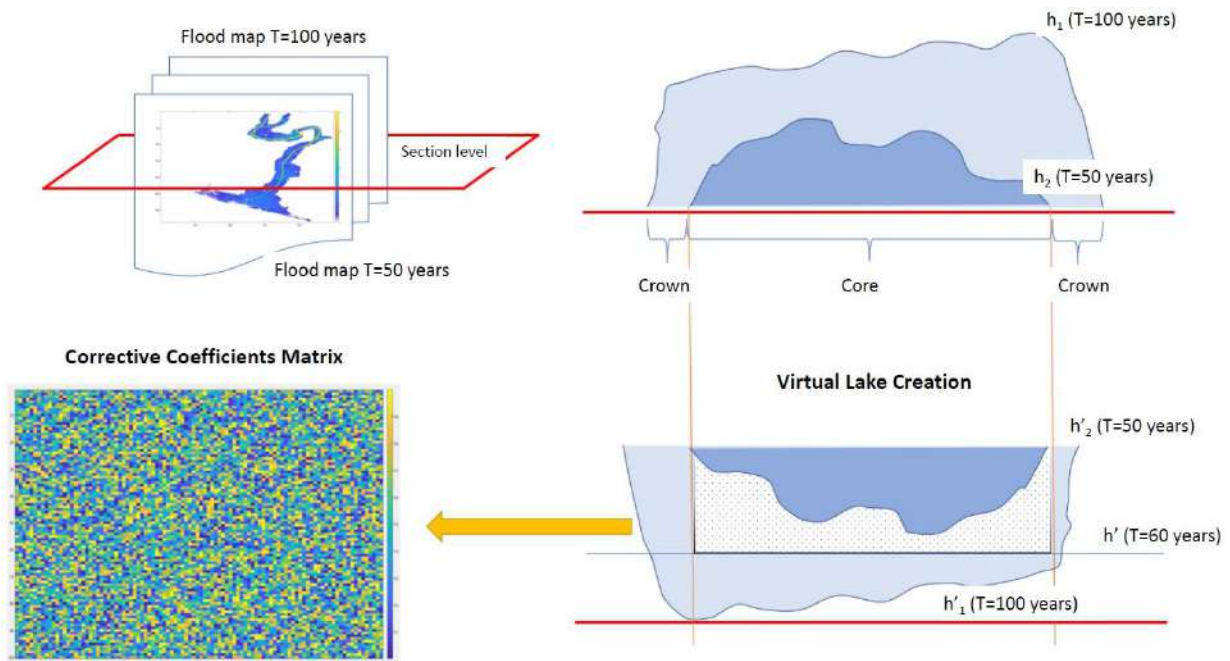 Flood map T=100 years
Section level
Flood map T=50 years
h₁ (T=100 years)
h₂ (T=50 years)
Crown
Core
Crown
Corrective Coefficients Matrix
Virtual Lake Creation
h'₂ (T=50 years)
h' (T=60 years)
h'₁ (T=100 years)